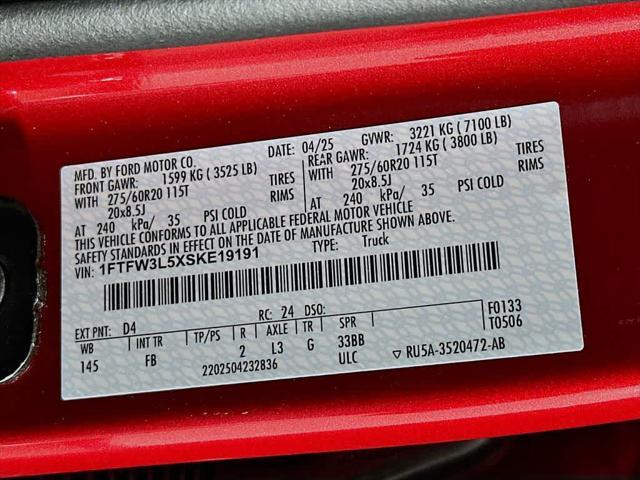 MFD. BY FORD MOTOR CO. DATE: 04/25 GVWR: 3221 KG ( 7100 LB)
FRONT GAWR: 1599 KG ( 3525 LB) REAR GAWR: 1724 KG ( 3800 LB)
WITH 275/60R20 115T TIRES WITH 275/60R20 115T TIRES
20x8.5J RIMS 20x8.5J RIMS
AT 240 kPa/ 35 PSI COLD AT 240 kPa/ 35 PSI COLD
THIS VEHICLE CONFORMS TO ALL APPLICABLE FEDERAL MOTOR VEHICLE
SAFETY STANDARDS IN EFFECT ON THE DATE OF MANUFACTURE SHOWN ABOVE.
VIN: 1FTFW3L5XSKE19191 TYPE: Truck
EXT PNT: D4 RC: 24 DSO: F0133
WB INT TR TP/PS R AXLE TR SPR T0506
145 FB 2 L3 G 33BB
2202504232836 ULC ▽ RU5A-3520472-AB